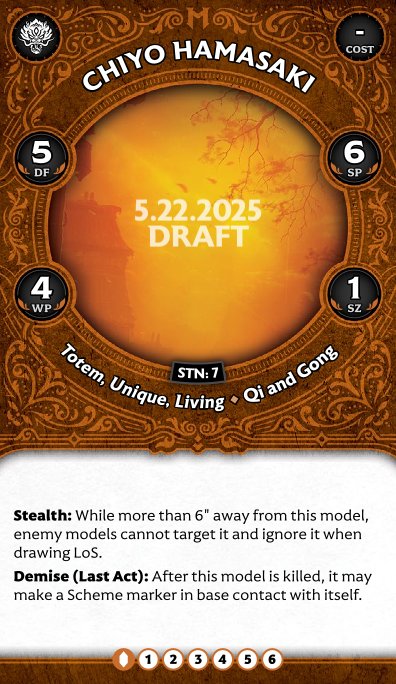 -
COST
CHIYO HAMASAKI
5
DF
6
SP
5.22.2025
DRAFT
4
WP
1
SZ
STN: 7
Totem, Unique, Living • Qi and Gong
Stealth: While more than 6" away from this model,
enemy models cannot target it and ignore it when
drawing LoS.
Demise (Last Act): After this model is killed, it may
make a Scheme marker in base contact with itself.
1 2 3 4 5 6